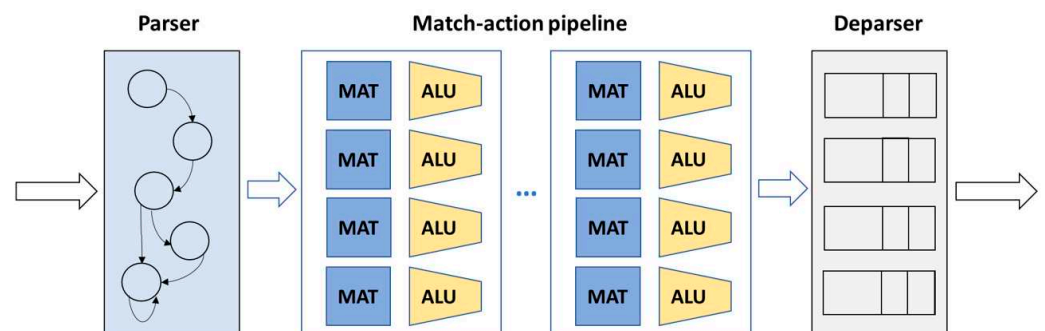 Parser
Match-action pipeline
Deparser
MAT ALU MAT ALU
MAT ALU MAT ALU
...
MAT ALU MAT ALU
MAT ALU MAT ALU